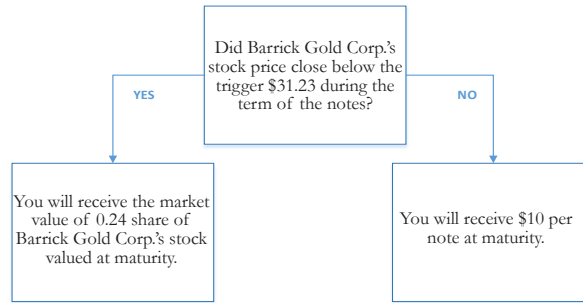 Did Barrick Gold Corp.'s
stock price close below the
trigger $31.23 during the
term of the notes?
YES
NO
You will receive the market
value of 0.24 share of
Barrick Gold Corp.'s stock
valued at maturity.
You will receive $10 per
note at maturity.